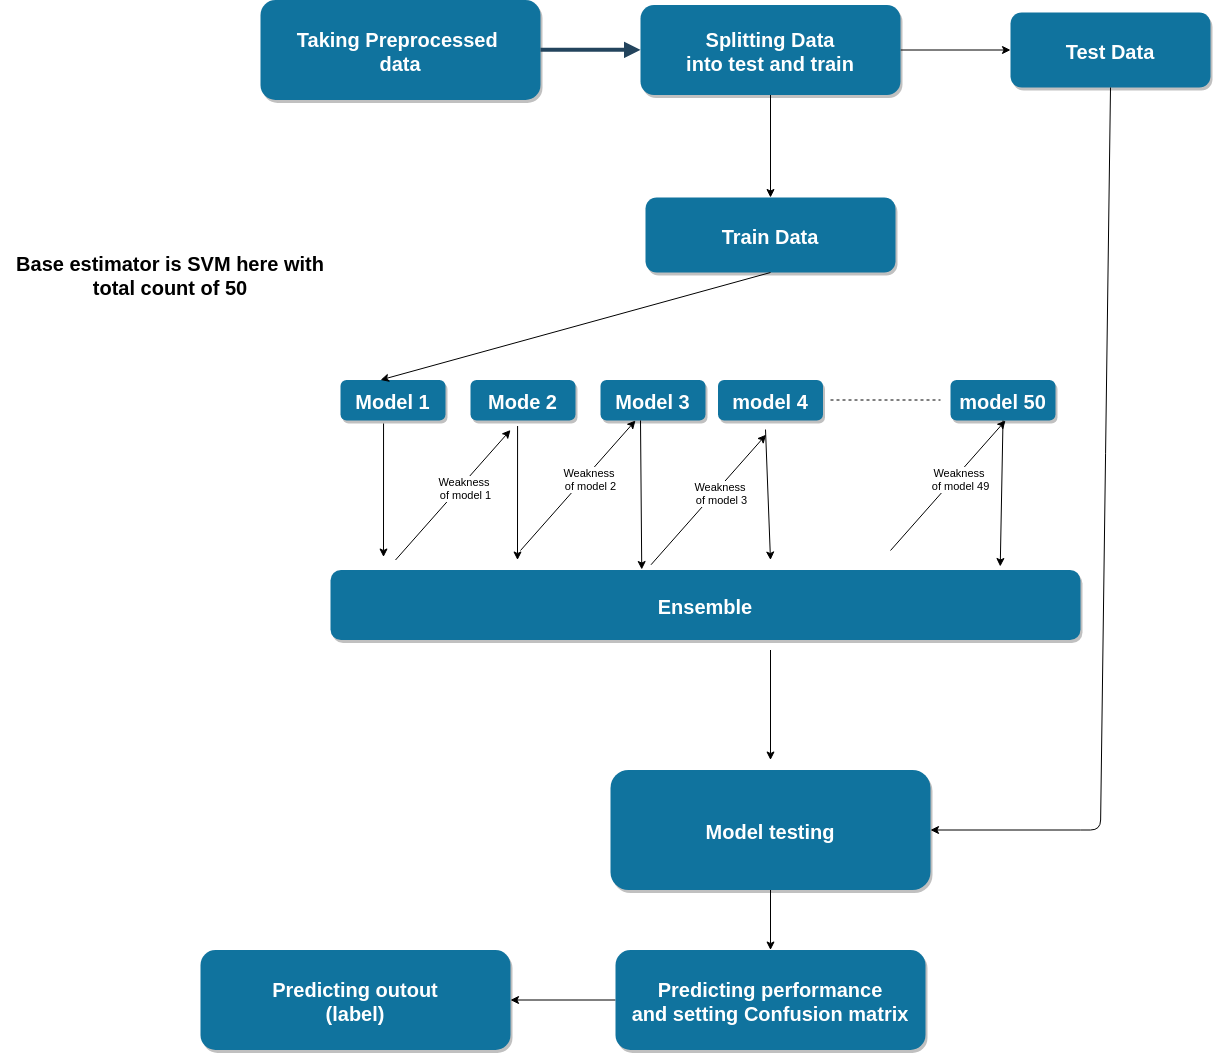 Taking Preprocessed
data
Splitting Data
into test and train
Test Data
Train Data
Base estimator is SVM here with
total count of 50
Model 1
Mode 2
Model 3
model 4
model 50
Weakness
of model 1
Weakness
of model 2
Weakness
of model 3
Weakness
of model 49
Ensemble
Model testing
Predicting outout
(label)
Predicting performance
and setting Confusion matrix